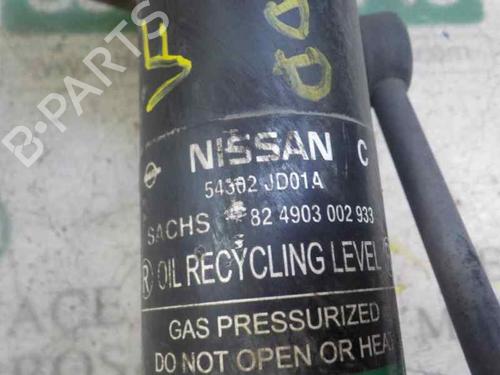 B-PARTS
NISSAN C
54302 JD01A
SACHS 82 4903 002 933
R OIL RECYCLING LEVEL
GAS PRESSURIZED
DO NOT OPEN OR HEA